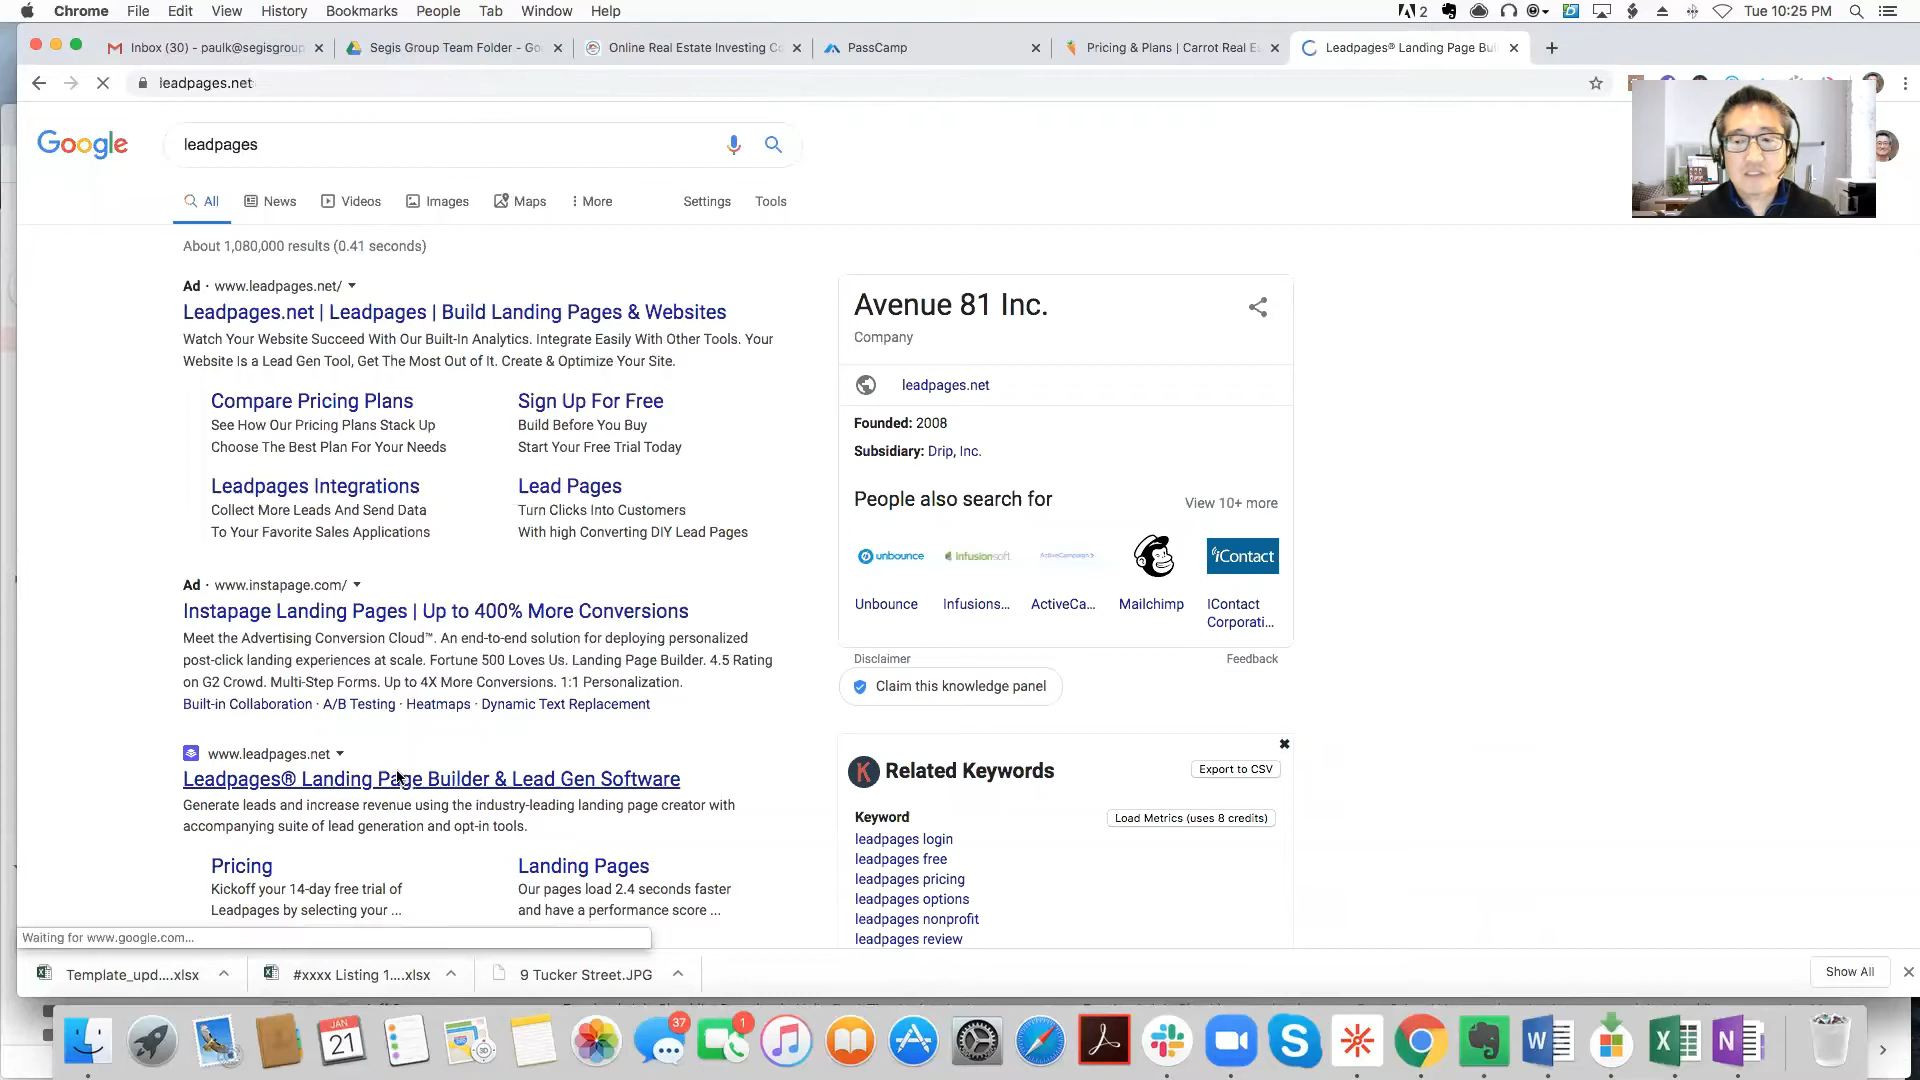 Chrome File Edit View History Bookmarks People Tab Window Help
2 Tue 10:25 PM
Inbox (30) - paulk@segisgroup
Segis Group Team Folder - Go
Online Real Estate Investing Co
PassCamp
Pricing & Plans | Carrot Real Es
Leadpages® Landing Page Bui
leadpages.net
Google
leadpages
All News Videos Images Maps More Settings Tools
About 1,080,000 results (0.41 seconds)
Ad · www.leadpages.net/
Leadpages.net | Leadpages | Build Landing Pages & Websites
Watch Your Website Succeed With Our Built-In Analytics. Integrate Easily With Other Tools. Your
Website Is a Lead Gen Tool, Get The Most Out of It. Create & Optimize Your Site.
Compare Pricing Plans
See How Our Pricing Plans Stack Up
Choose The Best Plan For Your Needs
Sign Up For Free
Build Before You Buy
Start Your Free Trial Today
Leadpages Integrations
Collect More Leads And Send Data
To Your Favorite Sales Applications
Lead Pages
Turn Clicks Into Customers
With high Converting DIY Lead Pages
Ad · www.instapage.com/
Instapage Landing Pages | Up to 400% More Conversions
Meet the Advertising Conversion Cloud™. An end-to-end solution for deploying personalized
post-click landing experiences at scale. Fortune 500 Loves Us. Landing Page Builder. 4.5 Rating
on G2 Crowd. Multi-Step Forms. Up to 4X More Conversions. 1:1 Personalization.
Built-in Collaboration · A/B Testing · Heatmaps · Dynamic Text Replacement
www.leadpages.net
Leadpages® Landing Page Builder & Lead Gen Software
Generate leads and increase revenue using the industry-leading landing page creator with
accompanying suite of lead generation and opt-in tools.
Pricing
Kickoff your 14-day free trial of
Leadpages by selecting your ...
Landing Pages
Our pages load 2.4 seconds faster
and have a performance score ...
Avenue 81 Inc.
Company
leadpages.net
Founded: 2008
Subsidiary: Drip, Inc.
People also search for
View 10+ more
unbounce
Infusionsoft
ActiveCampaign >
iContact
Unbounce
Infusions...
ActiveCa...
Mailchimp
IContact
Corporati...
Disclaimer
Feedback
Claim this knowledge panel
K Related Keywords
Export to CSV
Keyword
Load Metrics (uses 8 credits)
leadpages login
leadpages free
leadpages pricing
leadpages options
leadpages nonprofit
leadpages review
Waiting for www.google.com...
Template_upd....xlsx
#xxxx Listing 1....xlsx
9 Tucker Street.JPG
Show All
JAN
21
3D
37
1
S
W
X
N